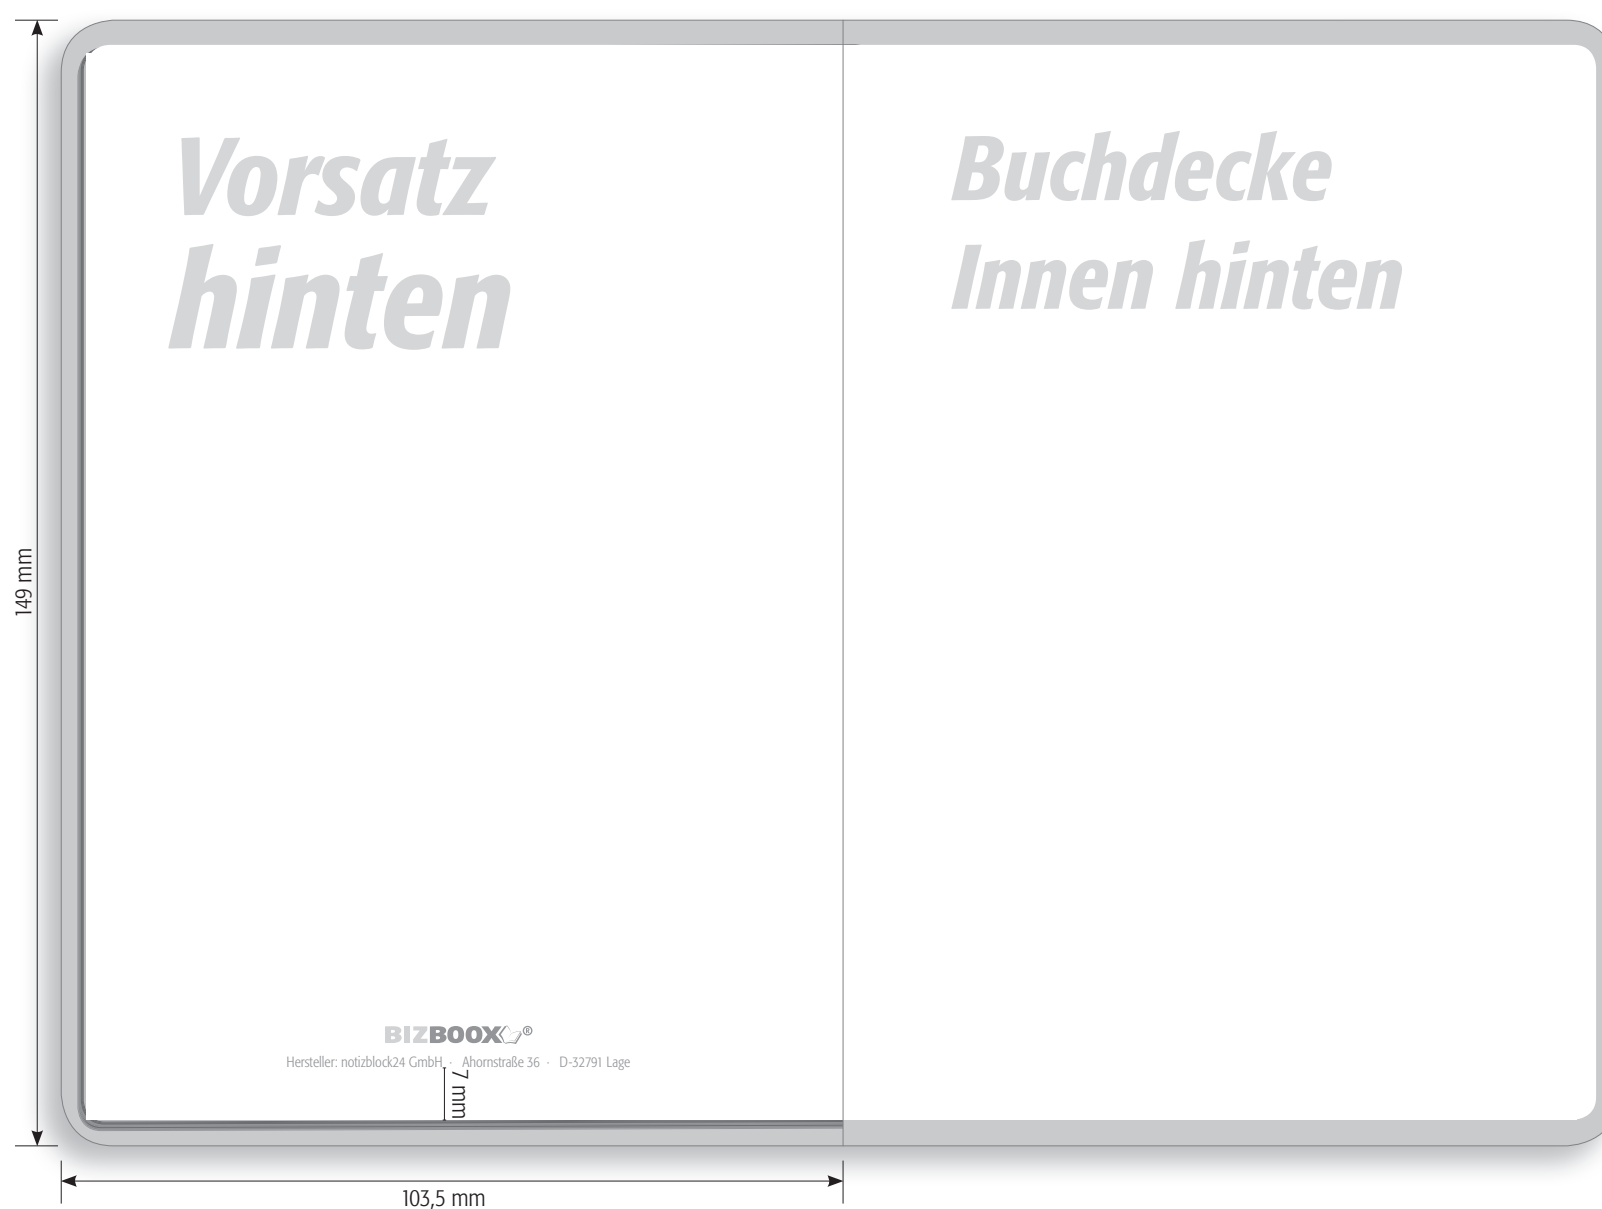 Vorsatz
hinten
Buchdecke
Innen hinten
149 mm
BIZBOOX®
Hersteller: notizblock24 GmbH · Ahornstraße 36 · D-32791 Lage
7 mm
103,5 mm